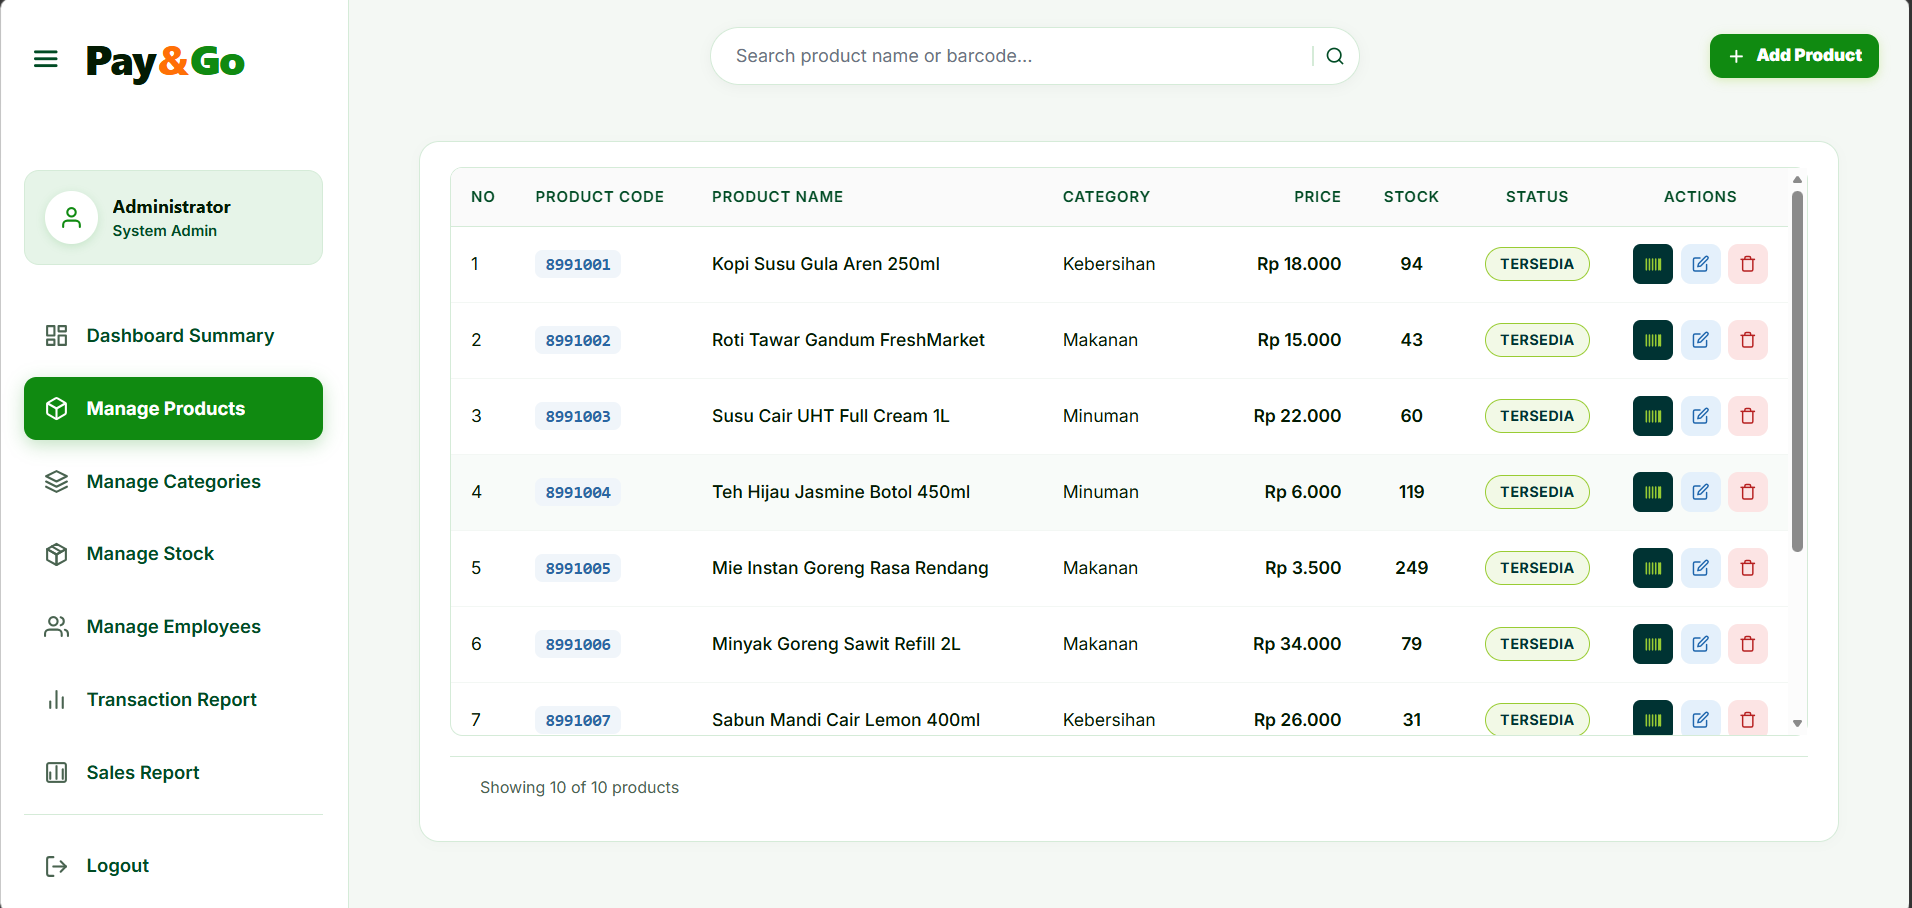 Pay&Go
Search product name or barcode...
+ Add Product
Administrator
System Admin
Dashboard Summary
Manage Products
Manage Categories
Manage Stock
Manage Employees
Transaction Report
Sales Report
Logout
NO PRODUCT CODE PRODUCT NAME CATEGORY PRICE STOCK STATUS ACTIONS
1 8991001 Kopi Susu Gula Aren 250ml Kebersihan Rp 18.000 94 TERSEDIA
2 8991002 Roti Tawar Gandum FreshMarket Makanan Rp 15.000 43 TERSEDIA
3 8991003 Susu Cair UHT Full Cream 1L Minuman Rp 22.000 60 TERSEDIA
4 8991004 Teh Hijau Jasmine Botol 450ml Minuman Rp 6.000 119 TERSEDIA
5 8991005 Mie Instan Goreng Rasa Rendang Makanan Rp 3.500 249 TERSEDIA
6 8991006 Minyak Goreng Sawit Refill 2L Makanan Rp 34.000 79 TERSEDIA
7 8991007 Sabun Mandi Cair Lemon 400ml Kebersihan Rp 26.000 31 TERSEDIA
Showing 10 of 10 products